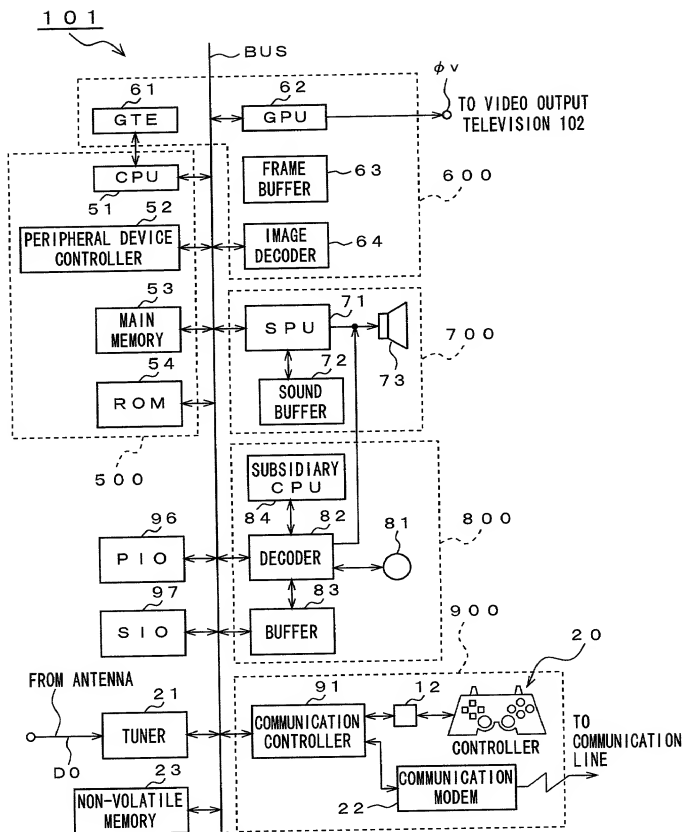 101
BUS
φv
TO VIDEO OUTPUT
TELEVISION 102
61
GTE
62
GPU
CPU
51
FRAME
BUFFER
63
600
52
PERIPHERAL DEVICE
CONTROLLER
IMAGE
DECODER
64
53
MAIN
MEMORY
71
SPU
73
700
72
SOUND
BUFFER
54
ROM
500
SUBSIDIARY
CPU
84
82
DECODER
81
800
96
PIO
83
BUFFER
97
SIO
900
20
FROM ANTENNA
D0
21
TUNER
91
COMMUNICATION
CONTROLLER
12
CONTROLLER
TO
COMMUNICATION
LINE
23
NON-VOLATILE
MEMORY
22
COMMUNICATION
MODEM